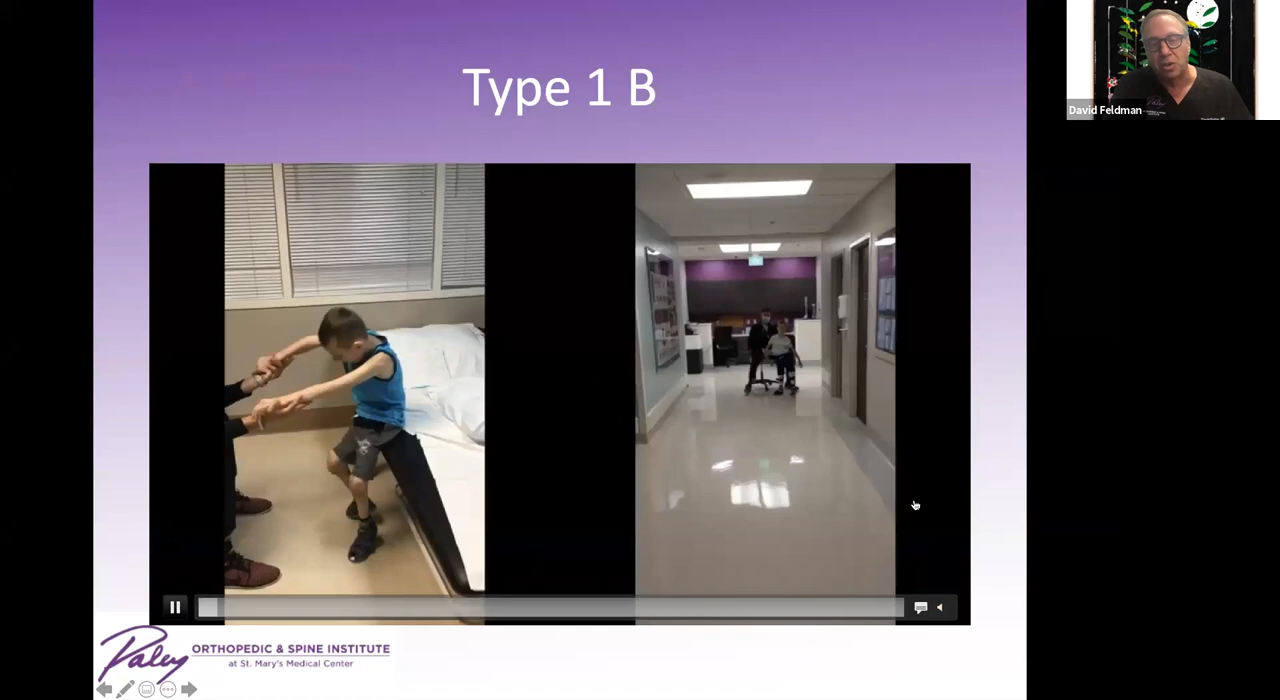 Type 1 B
David Feldman
Paley
ORTHOPEDIC & SPINE INSTITUTE
at St. Mary's Medical Center